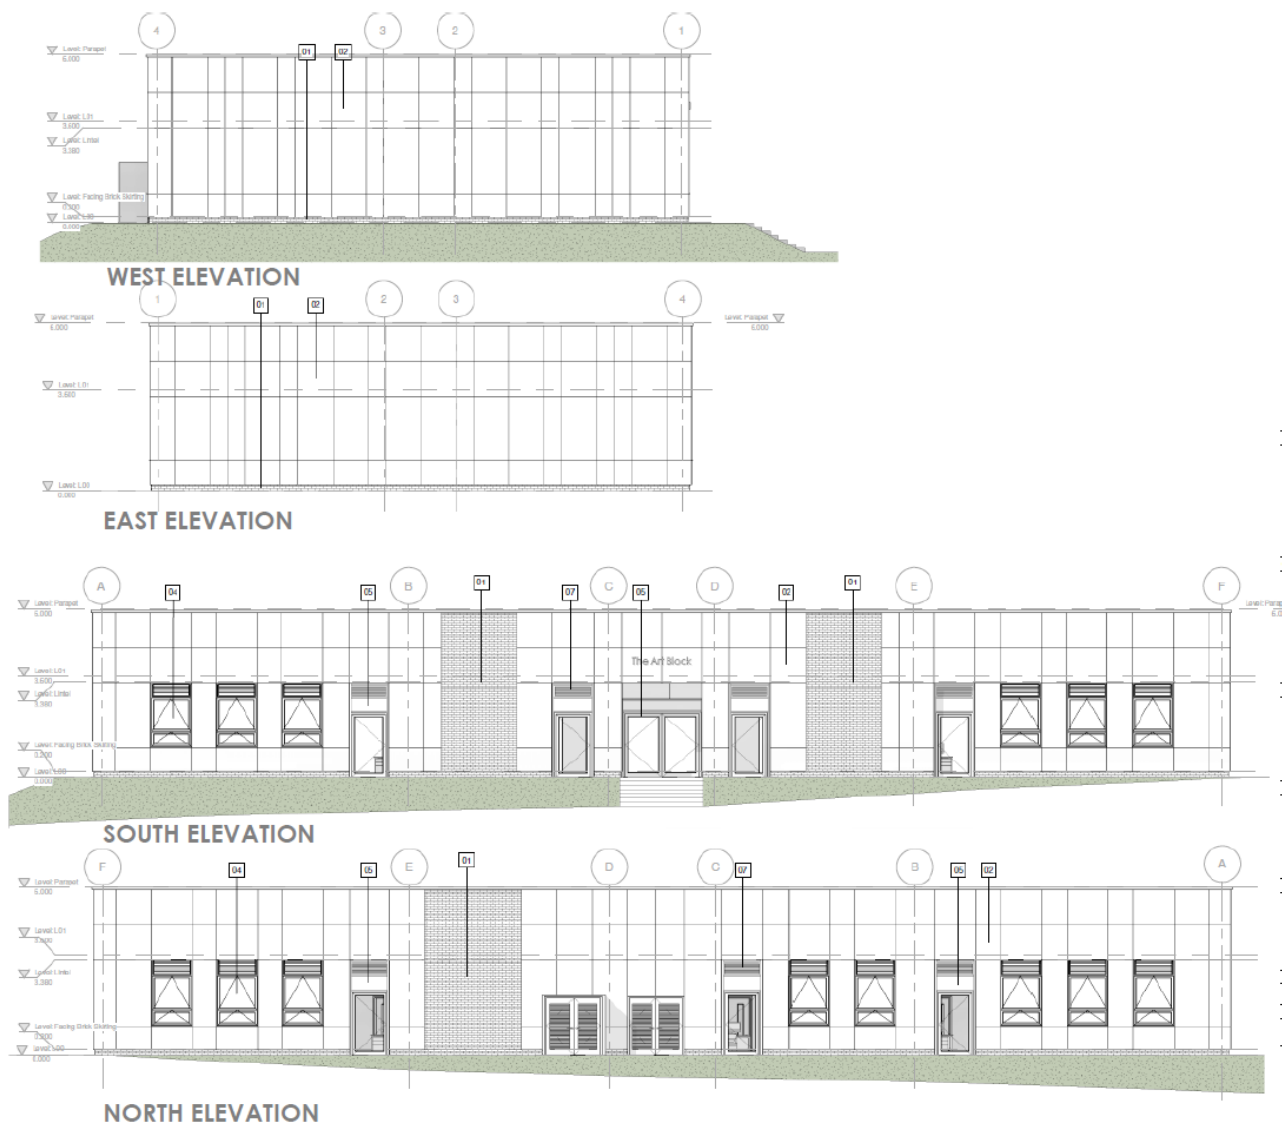 4 3 2 1
01 02
Level: Parapet
6.000
Level: L01
3.600
Level: Lintel
3.380
Level: Facing Brick Skirting
0.200
Level: L00
0.000
WEST ELEVATION
1 2 3 4
01 02
Level: Parapet
6.000
Level: Parapet
6.000
Level: L01
3.600
Level: L00
0.000
EAST ELEVATION
A B C D E F
04 05 01 07 05 02 01
Level: Parapet
6.000
Level: L01
3.600
The Art Block
Level: Lintel
3.380
Level: Facing Brick Skirting
0.200
Level: L00
0.000
SOUTH ELEVATION
F E D C B A
04 05 01 07 05 02
Level: Parapet
6.000
Level: L01
3.600
Level: Lintel
3.380
Level: Facing Brick Skirting
0.200
Level: L00
NORTH ELEVATION